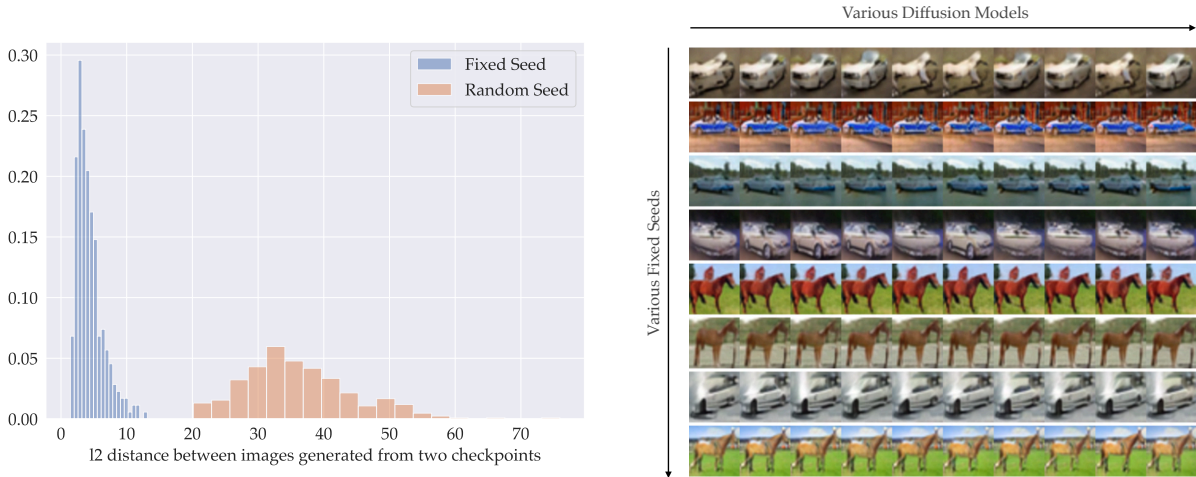 0.30
0.25
0.20
0.15
0.10
0.05
0.00
0 10 20 30 40 50 60 70
l2 distance between images generated from two checkpoints
Fixed Seed
Random Seed
Various Diffusion Models
Various Fixed Seeds